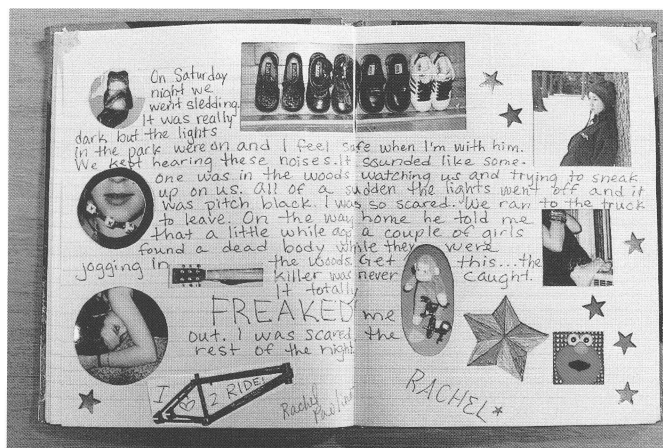 On Saturday
night we
went sledding.
It was really
dark but the lights
in the park were on and I feel safe when I'm with him.
We kept hearing these noises. It sounded like some-
one was in the woods watching us and trying to sneak
up on us. All of a sudden the lights went off and it
was pitch black. I was so scared. We ran to the truck
to leave. On the way home he told me
that a little while ago a couple of girls
found a dead body while they were
jogging in the woods. Get this...the
killer was never caught.
It totally
FREAKED me
out. I was scared the
rest of the night
I 2 RIDE!
Rachel
RACHEL